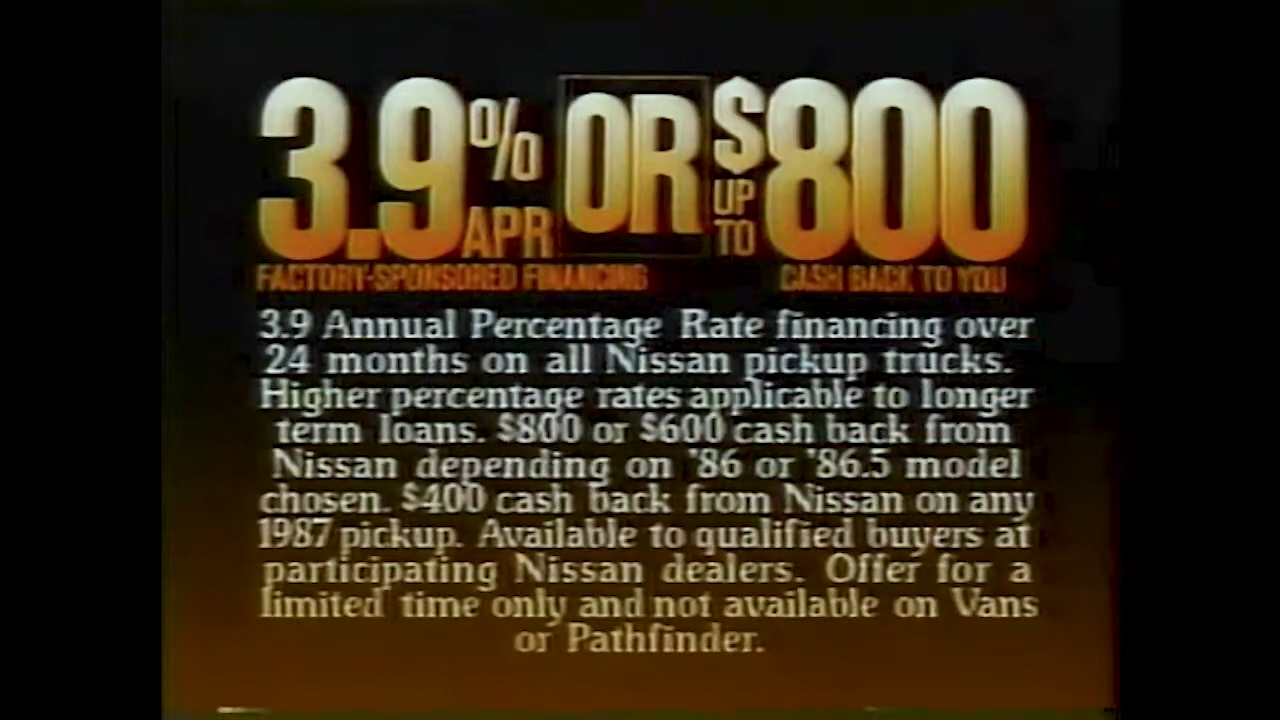 3.9% APR OR $ UP TO 800
FACTORY-SPONSORED FINANCING CASH BACK TO YOU
3.9 Annual Percentage Rate financing over
24 months on all Nissan pickup trucks.
Higher percentage rates applicable to longer
term loans. $800 or $600 cash back from
Nissan depending on '86 or '86.5 model
chosen. $400 cash back from Nissan on any
1987 pickup. Available to qualified buyers at
participating Nissan dealers. Offer for a
limited time only and not available on Vans
or Pathfinder.